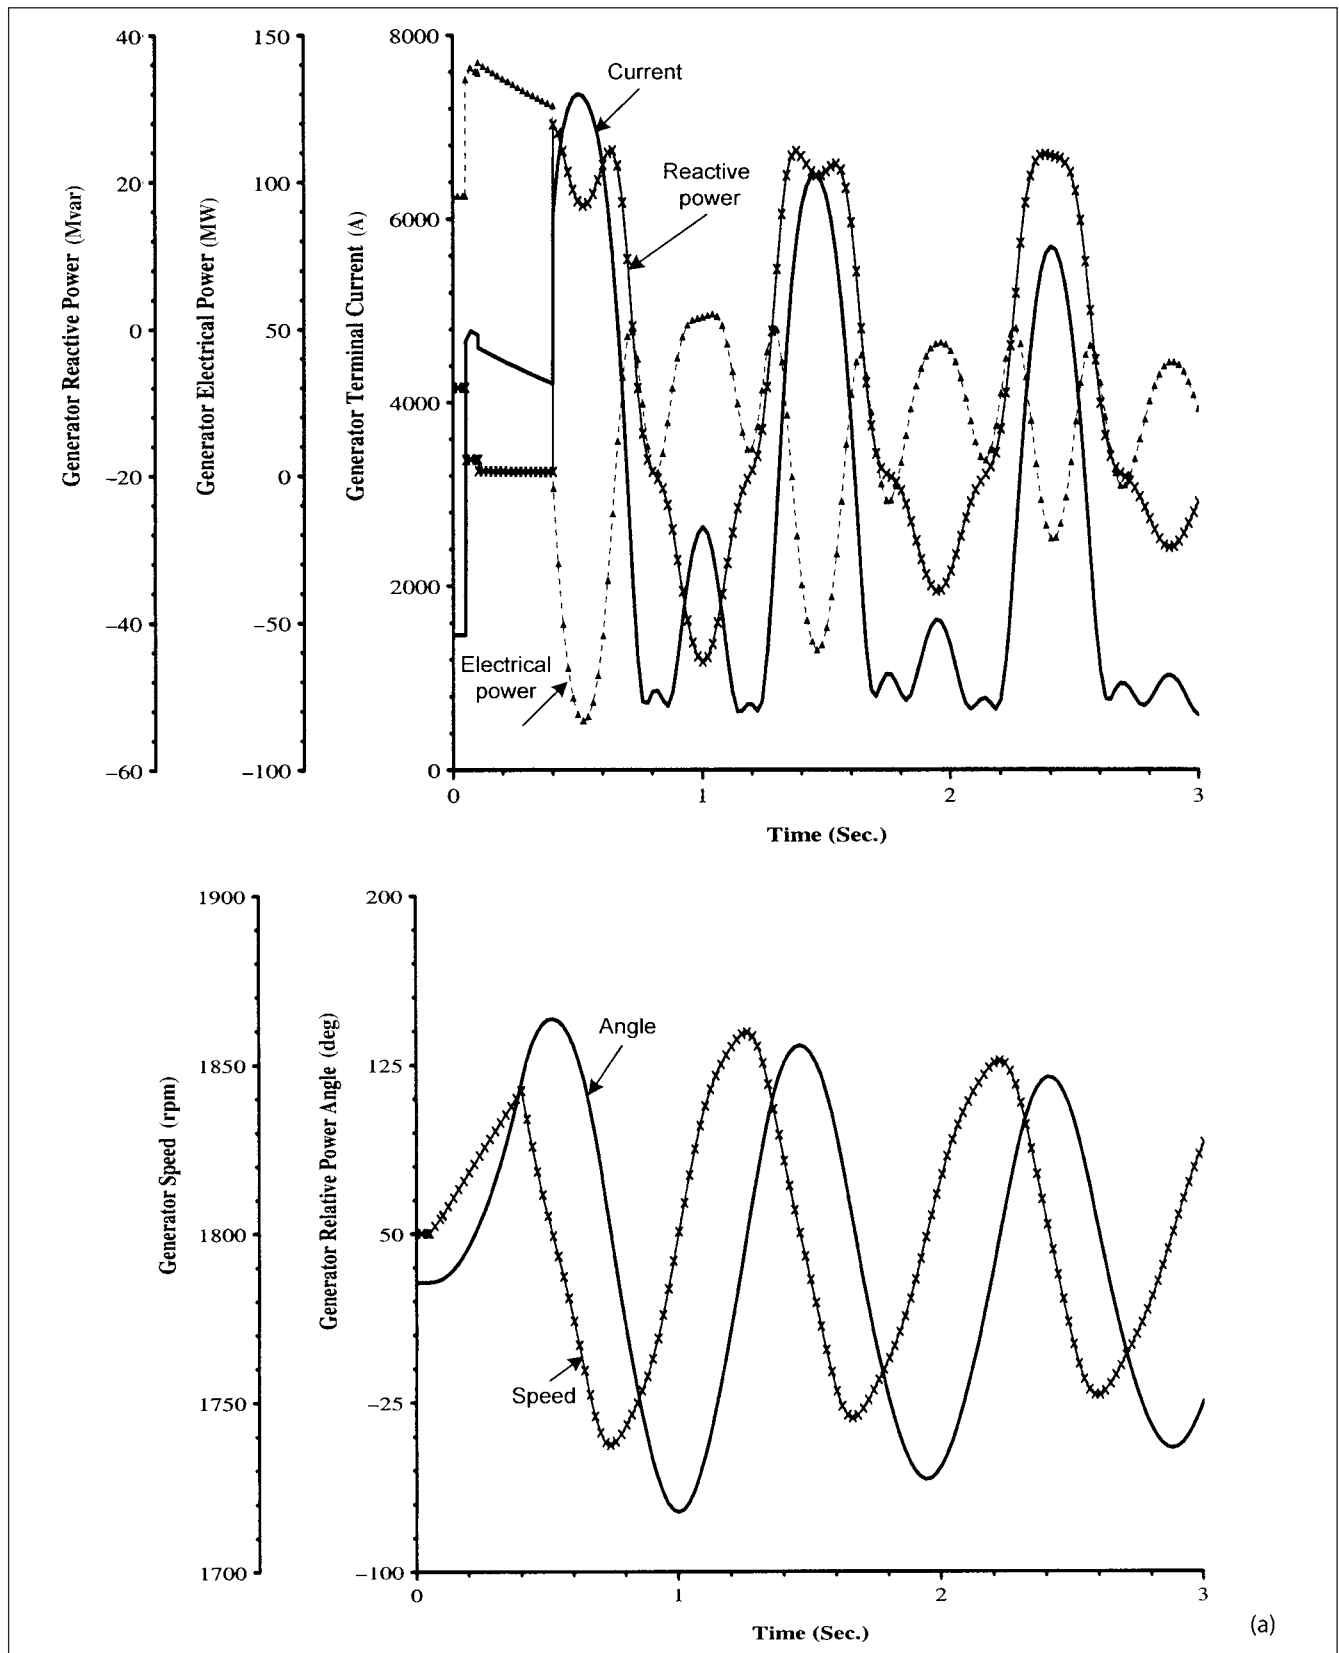 Generator Reactive Power (Mvar)
40
20
0
−20
−40
−60
Generator Electrical Power (MW)
150
100
50
0
−50
−100
Generator Terminal Current (A)
8000
6000
4000
2000
0
Current
Reactive
power
Electrical
power
0
1
2
3
Time (Sec.)
Generator Speed (rpm)
1900
1850
1800
1750
1700
Generator Relative Power Angle (deg)
200
125
50
−25
−100
Angle
Speed
0
1
2
3
Time (Sec.)
(a)